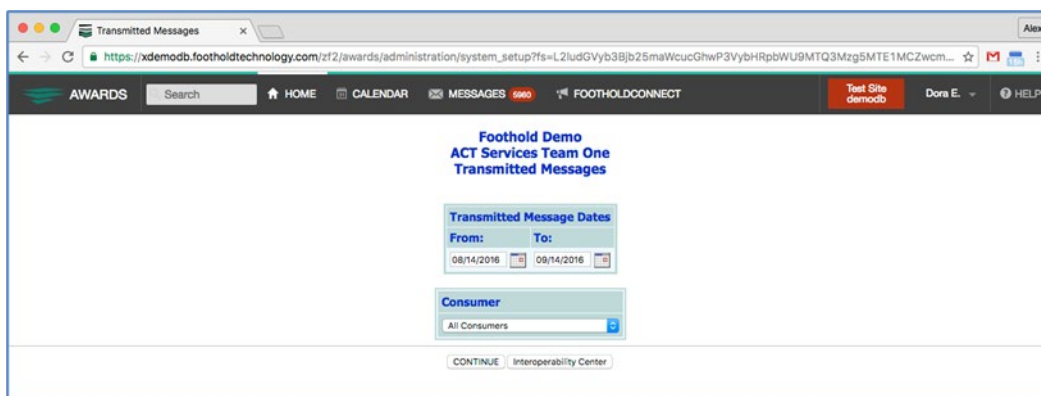 Transmitted Messages
Alex
https://xdemodb.footholdtechnology.com/zf2/awards/administration/system_setup?fs=L2ludGVyb3Bjb25maWcucGhwP3VybHRpbWU9MTQ3Mzg5MTE1MCZwcm...
AWARDS Search HOME CALENDAR MESSAGES 5960 FOOTHOLDCONNECT Test Site Dora E. HELP
demodb
Foothold Demo
ACT Services Team One
Transmitted Messages
Transmitted Message Dates
From: To:
08/14/2016 09/14/2016
Consumer
All Consumers
CONTINUE Interoperability Center